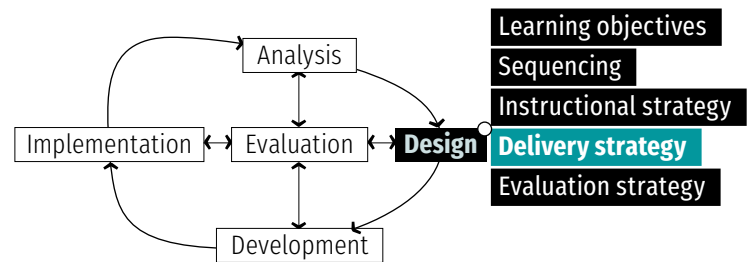 Analysis
Implementation
Evaluation
Design
Development
Learning objectives
Sequencing
Instructional strategy
Delivery strategy
Evaluation strategy